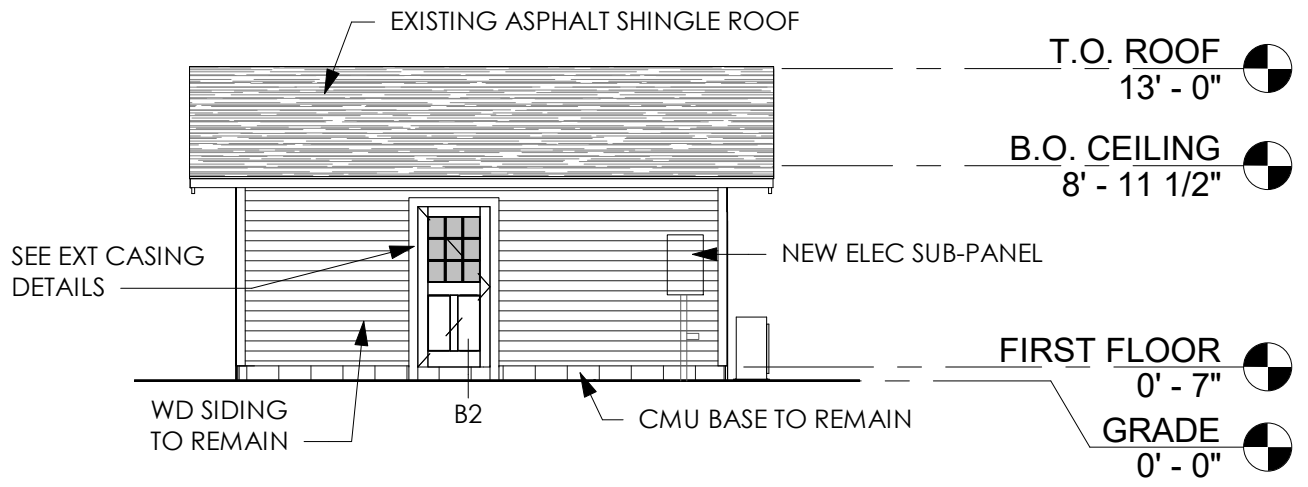 EXISTING ASPHALT SHINGLE ROOF
T.O. ROOF
13' - 0"
B.O. CEILING
8' - 11 1/2"
SEE EXT CASING
DETAILS
NEW ELEC SUB-PANEL
FIRST FLOOR
0' - 7"
WD SIDING
TO REMAIN
B2
CMU BASE TO REMAIN
GRADE
0' - 0"